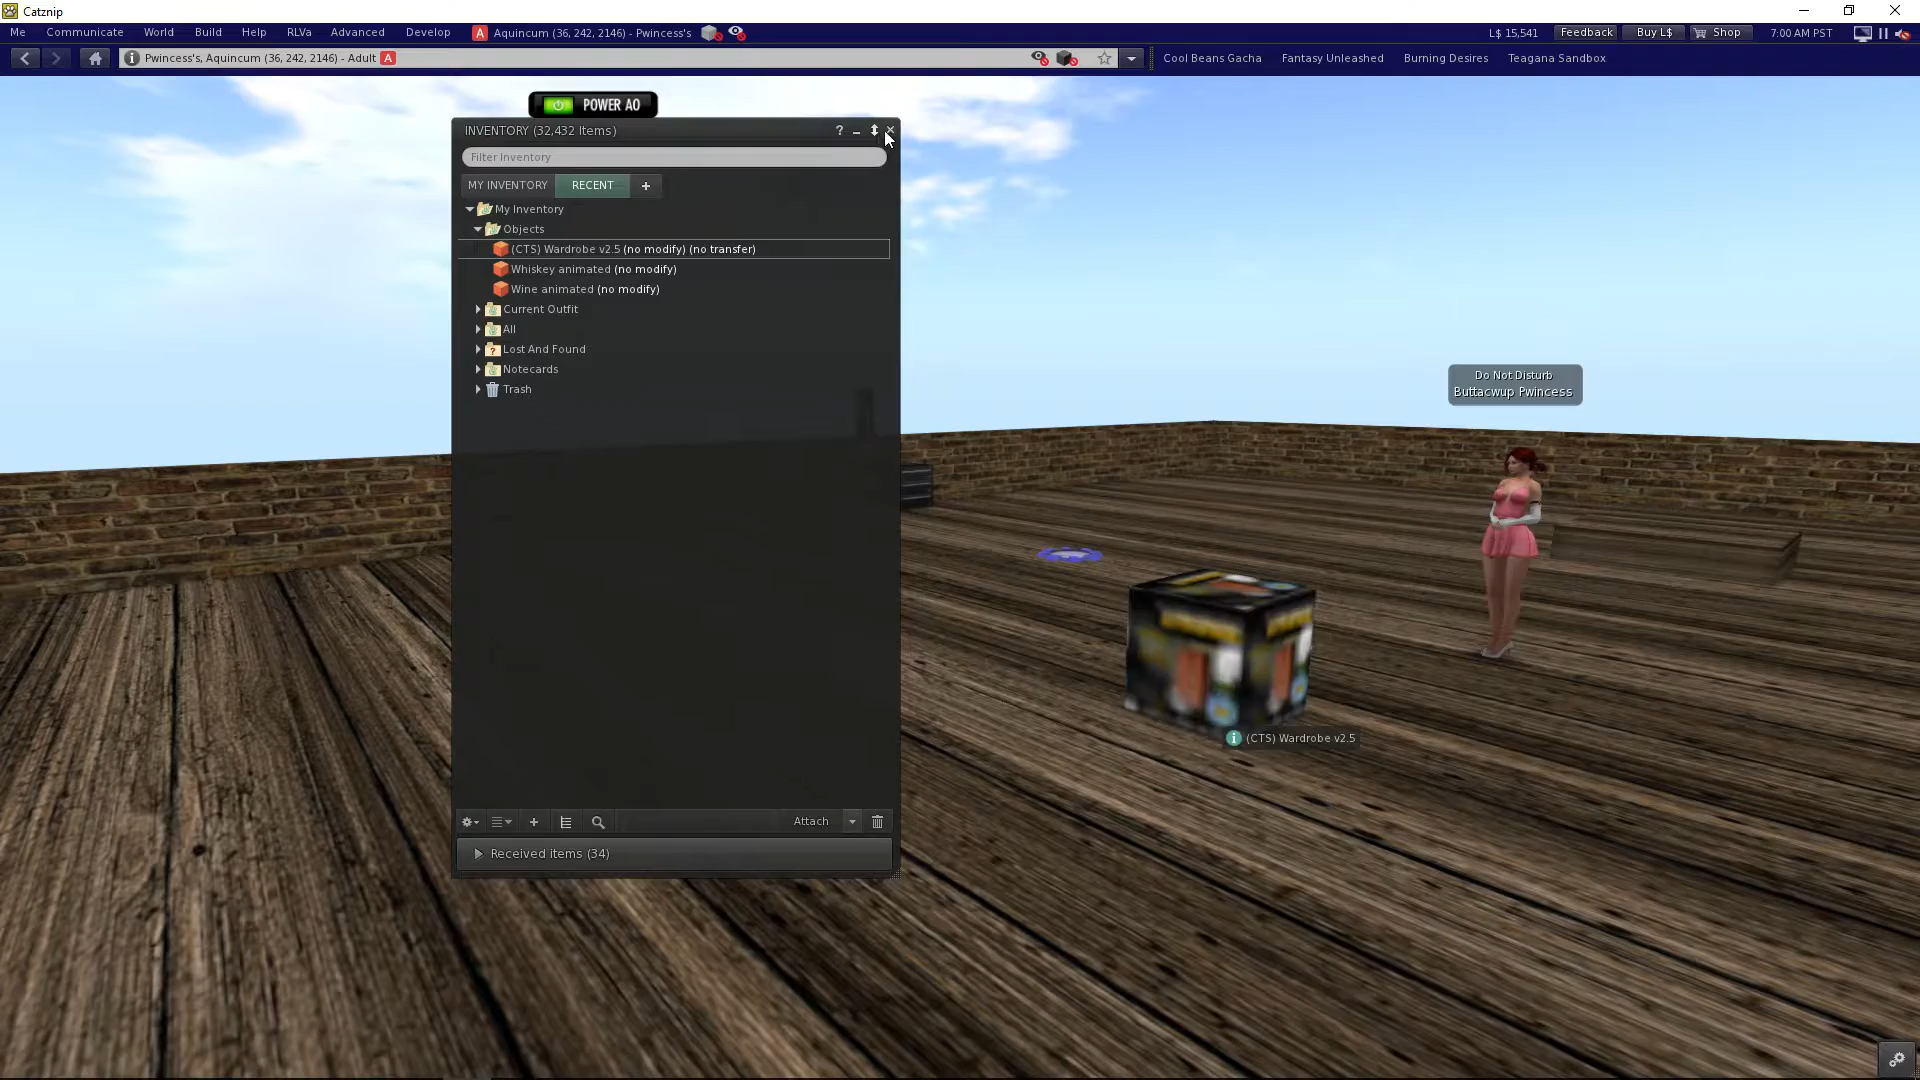 Catznip
Me Communicate World Build Help RLVa Advanced Develop A Aquincum (36, 242, 2146) - Pwincess's L$ 15,541 Feedback Buy L$ Shop 7:00 AM PST
Pwincess's, Aquincum (36, 242, 2146) - Adult A Cool Beans Gacha Fantasy Unleashed Burning Desires Teagana Sandbox
POWER AO
INVENTORY (32,432 Items) ?
Filter Inventory
MY INVENTORY RECENT +
My Inventory
Objects
(CTS) Wardrobe v2.5 (no modify) (no transfer)
Whiskey animated (no modify)
Wine animated (no modify)
Current Outfit
All
Lost And Found
Notecards
Trash
Do Not Disturb
Buttacwup Pwincess
(CTS) Wardrobe v2.5
Attach
Received items (34)